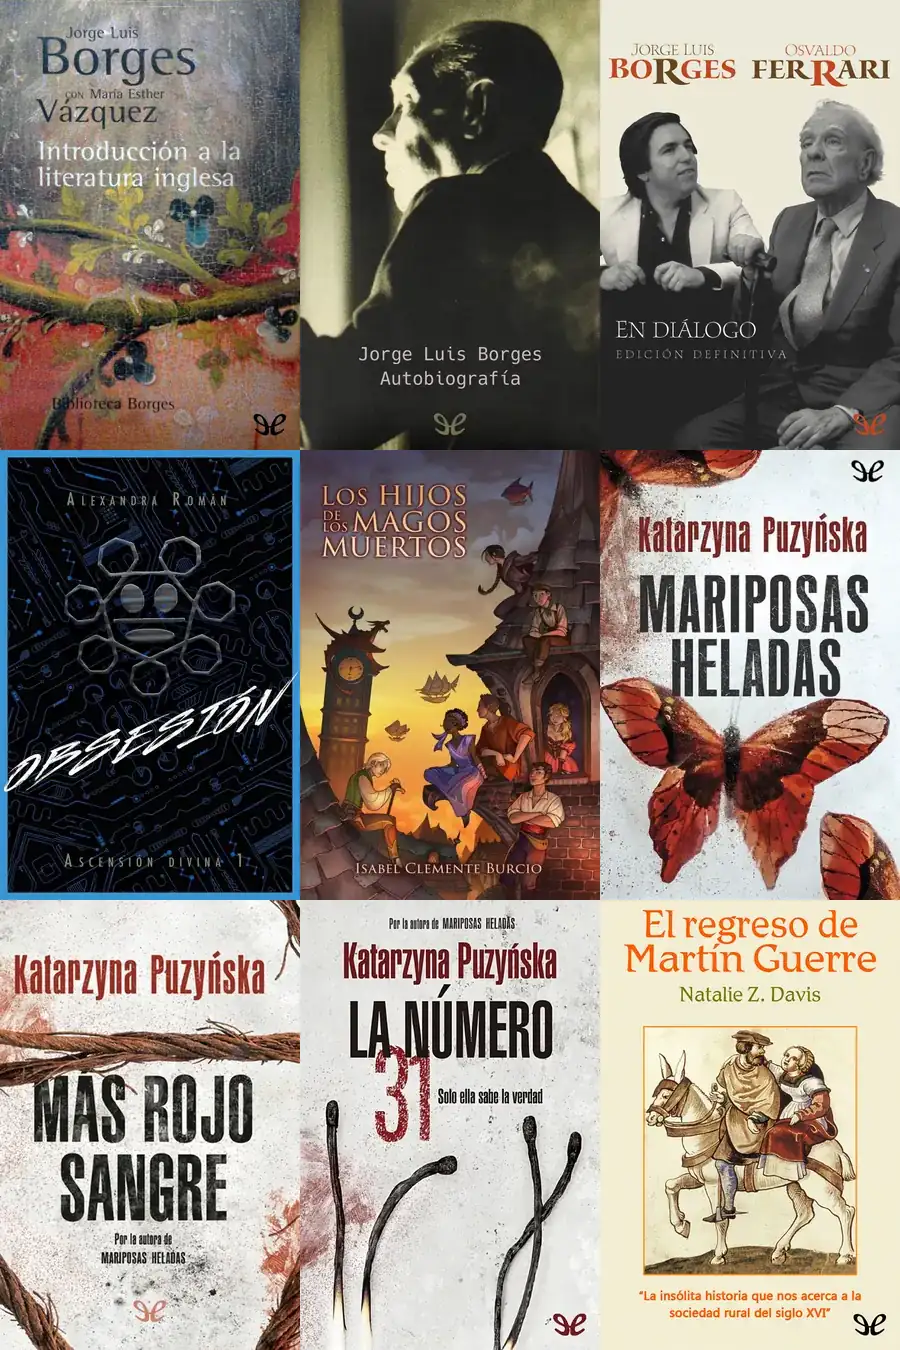 Jorge Luis
Borges
CON María Esther
Vázquez
Introducción a la
literatura inglesa
Biblioteca Borges
Jorge Luis Borges
Autobiografía
JORGE LUIS
BORGES
OSVALDO
FERRARI
EN DIÁLOGO
EDICIÓN DEFINITIVA
ALEXANDRA ROMÁN
OBSESIÓN
ASCENSIÓN DIVINA 1
LOS HIJOS
DE LOS MAGOS
MUERTOS
ISABEL CLEMENTE BURCIO
Katarzyna Puzyńska
MARIPOSAS
HELADAS
Katarzyna Puzyńska
MÁS ROJO
SANGRE
Por la autora de
MARIPOSAS HELADAS
Por la autora de MARIPOSAS HELADAS
Katarzyna Puzyńska
LA NÚMERO
31
Solo ella sabe la verdad
El regreso de
Martín Guerre
Natalie Z. Davis
“La insólita historia que nos acerca a la
sociedad rural del siglo XVI”